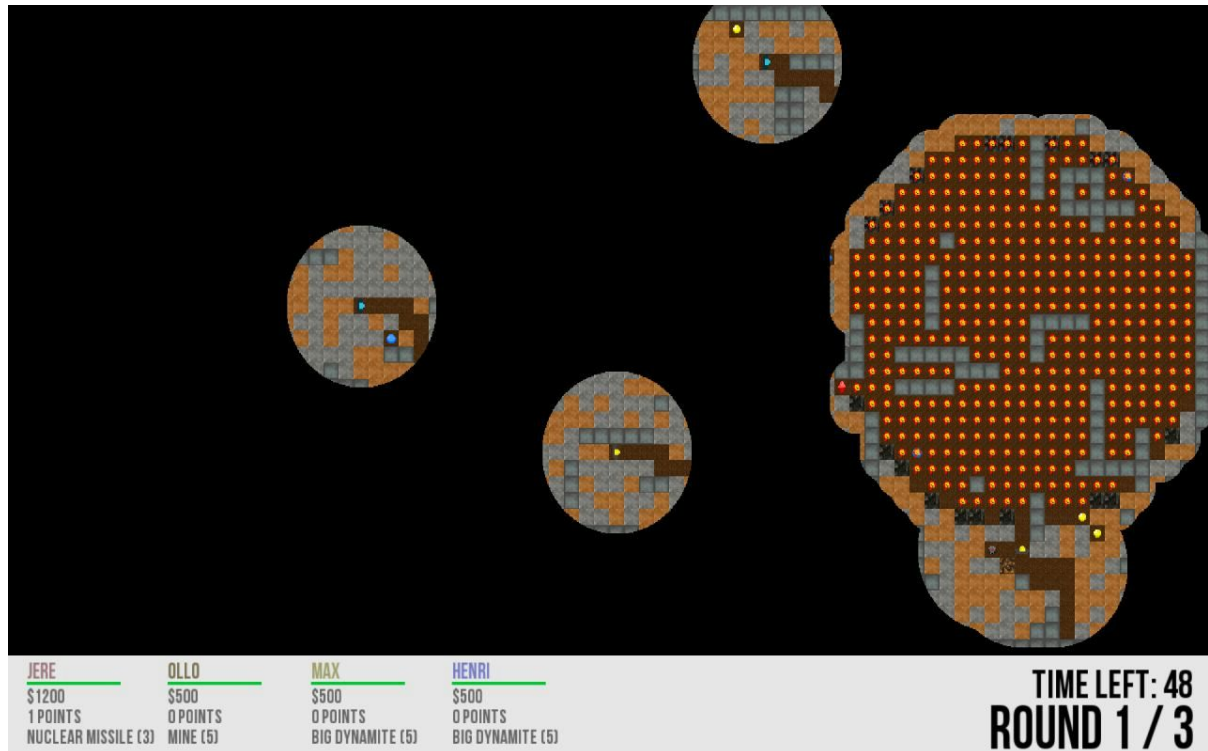 JERE
$1200
1 POINTS
NUCLEAR MISSILE (3)
OLLO
$500
0 POINTS
MINE (5)
MAX
$500
0 POINTS
BIG DYNAMITE (5)
HENRI
$500
0 POINTS
BIG DYNAMITE (5)
TIME LEFT: 48
ROUND 1 / 3